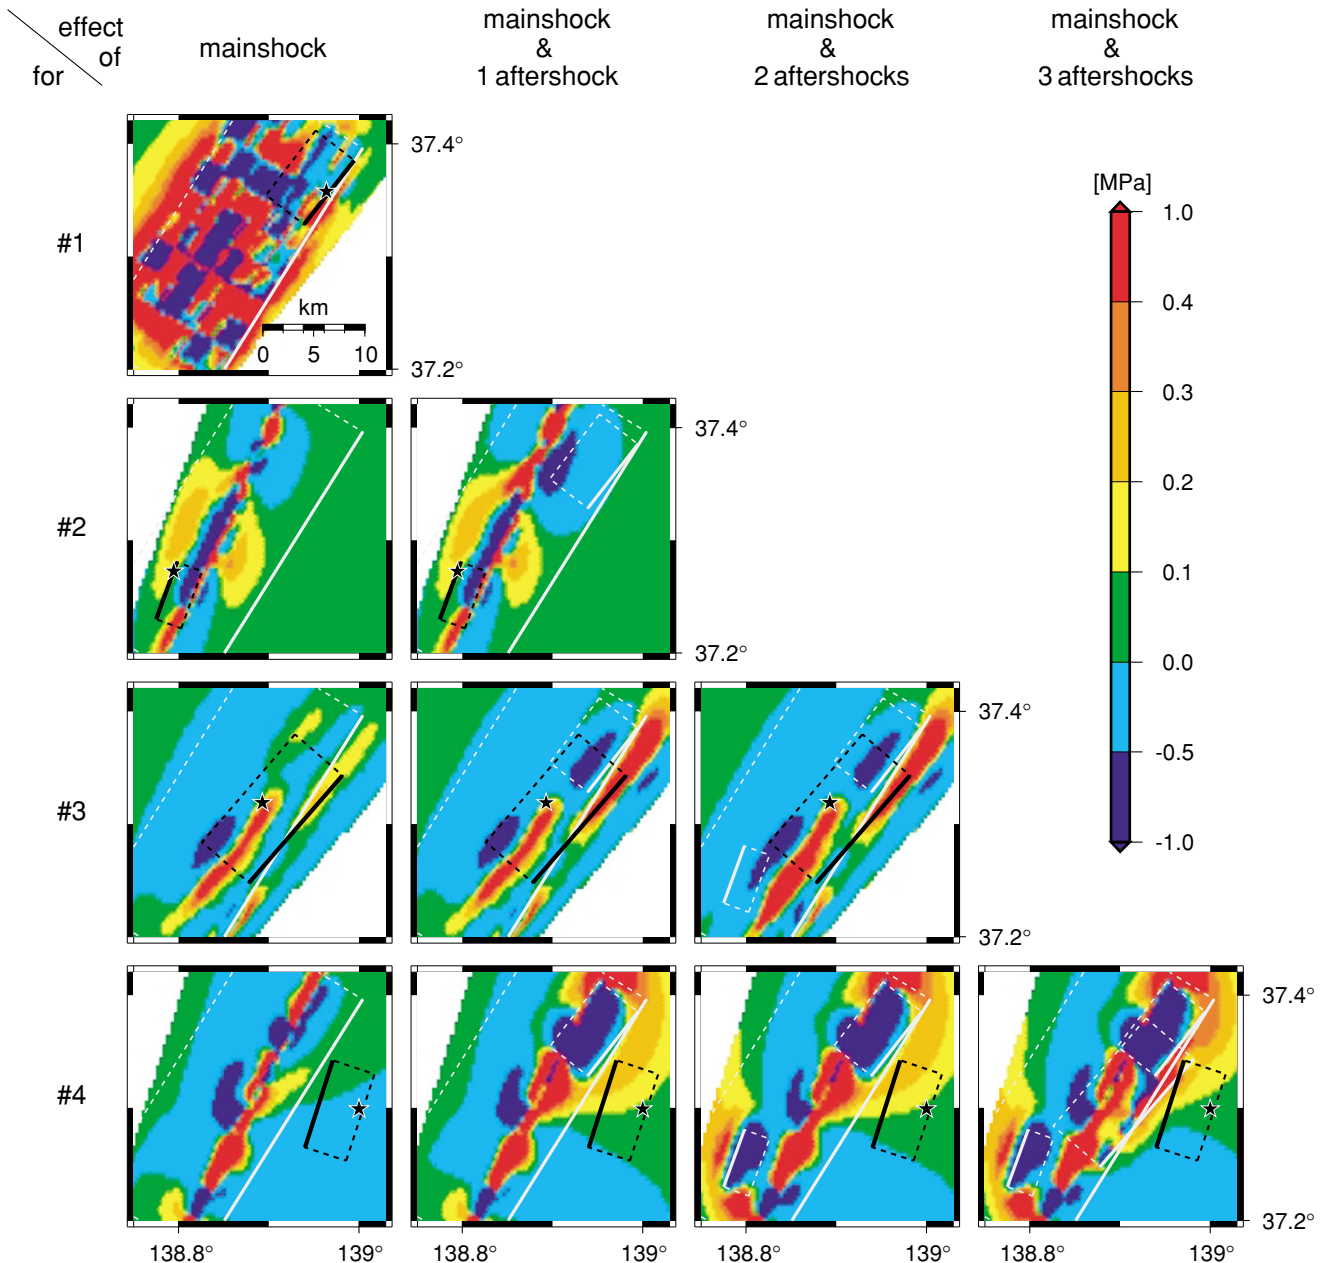 effect
of
for
mainshock
mainshock
&
1 aftershock
mainshock
&
2 aftershocks
mainshock
&
3 aftershocks
#1
km
0 5 10
37.4°
37.2°
[MPa]
1.0
0.4
0.3
0.2
0.1
0.0
-0.5
-1.0
#2
37.4°
37.2°
#3
37.4°
37.2°
#4
37.4°
37.2°
138.8° 139° 138.8° 139° 138.8° 139° 138.8° 139°